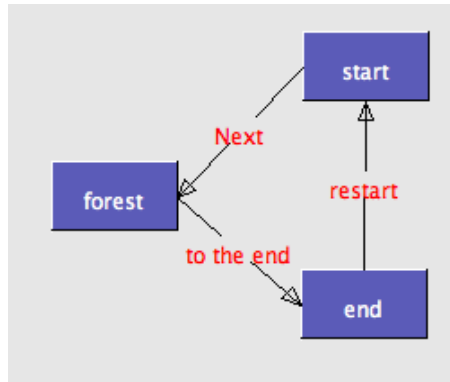 start
Next
forest
restart
to the end
end